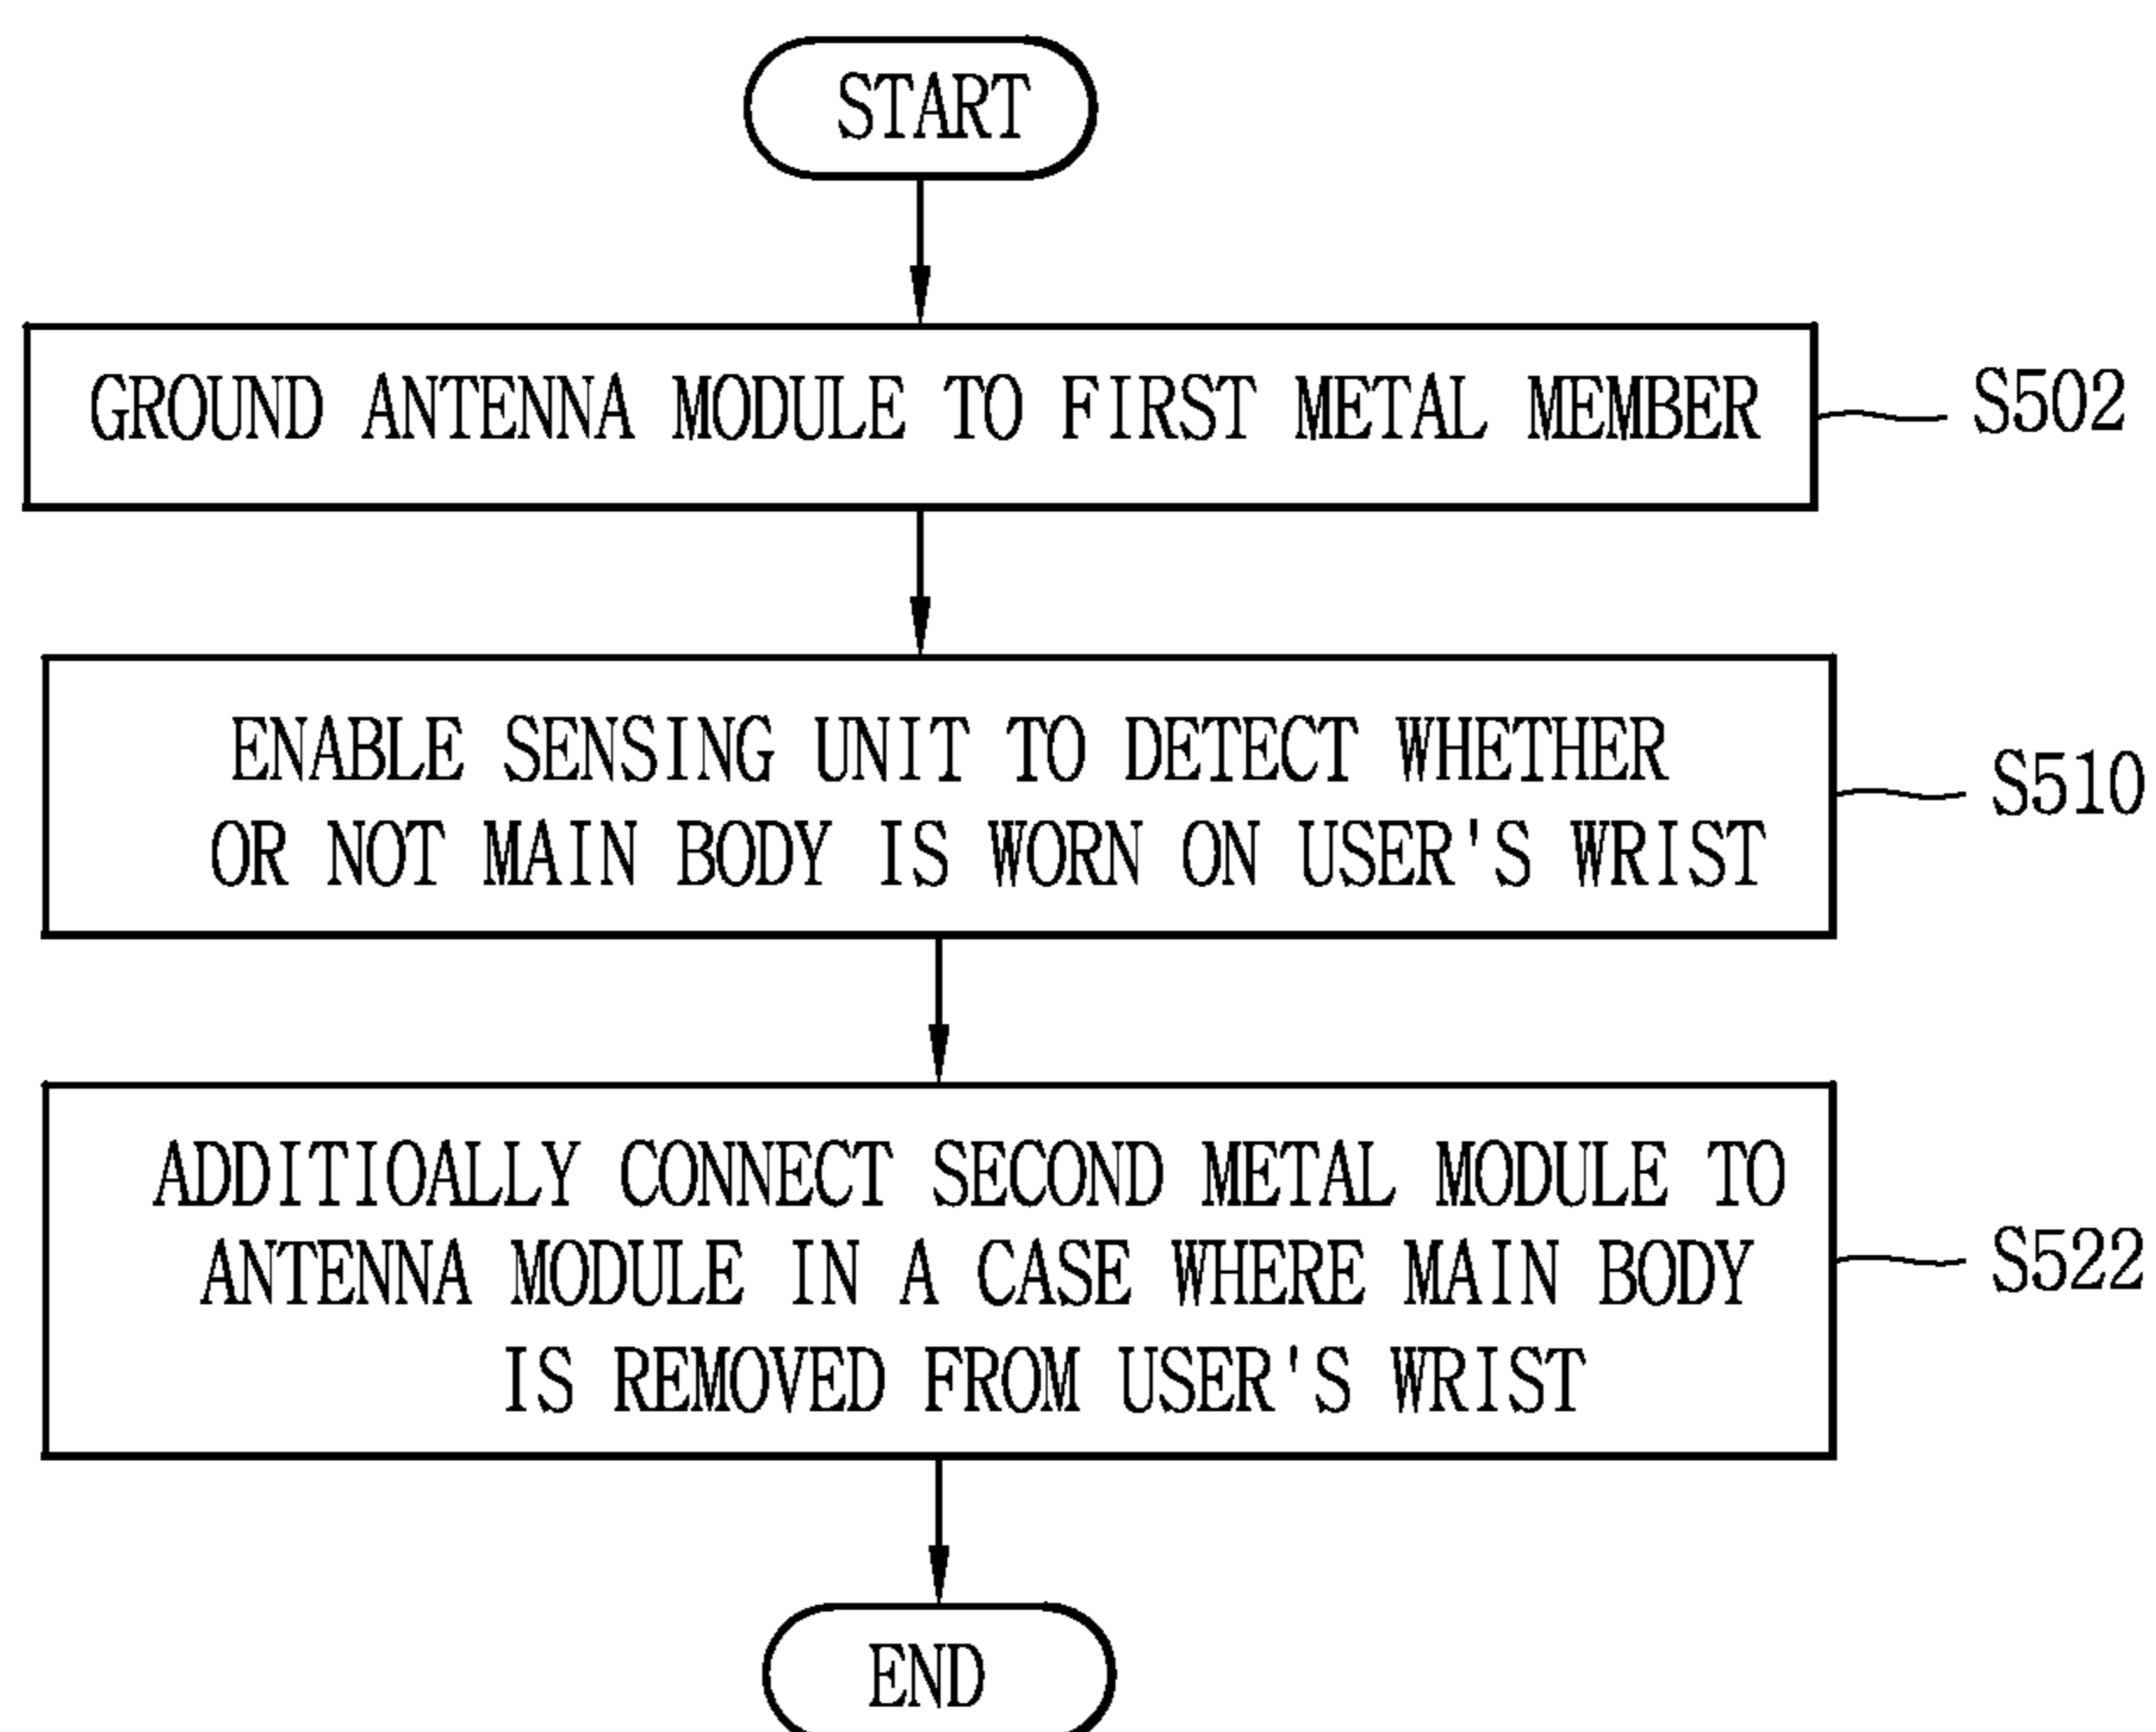 START
GROUND ANTENNA MODULE TO FIRST METAL MEMBER
S502
ENABLE SENSING UNIT TO DETECT WHETHER
OR NOT MAIN BODY IS WORN ON USER'S WRIST
S510
ADDITIOALLY CONNECT SECOND METAL MODULE TO
ANTENNA MODULE IN A CASE WHERE MAIN BODY
IS REMOVED FROM USER'S WRIST
S522
END